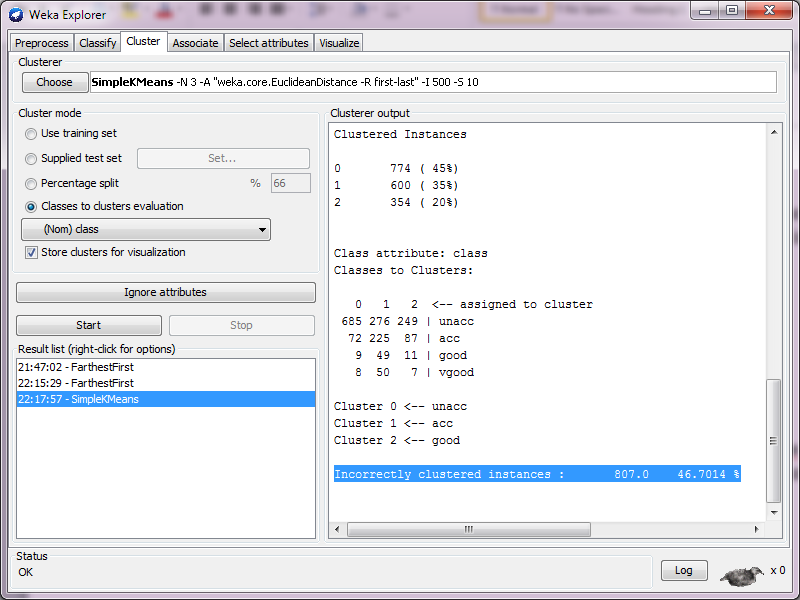 Weka Explorer
Preprocess Classify Cluster Associate Select attributes Visualize
Clusterer
Choose SimpleKMeans -N 3 -A "weka.core.EuclideanDistance -R first-last" -I 500 -S 10
Cluster mode
Use training set
Supplied test set Set...
Percentage split % 66
Classes to clusters evaluation
(Nom) class
Store clusters for visualization
Ignore attributes
Start Stop
Result list (right-click for options)
21:47:02 - FarthestFirst
22:15:29 - FarthestFirst
22:17:57 - SimpleKMeans
Clusterer output
Clustered Instances
0 774 ( 45%)
1 600 ( 35%)
2 354 ( 20%)
Class attribute: class
Classes to Clusters:
0 1 2 <-- assigned to cluster
685 276 249 | unacc
72 225 87 | acc
9 49 11 | good
8 50 7 | vgood
Cluster 0 <-- unacc
Cluster 1 <-- acc
Cluster 2 <-- good
Incorrectly clustered instances : 807.0 46.7014 %
Status
OK
Log x 0